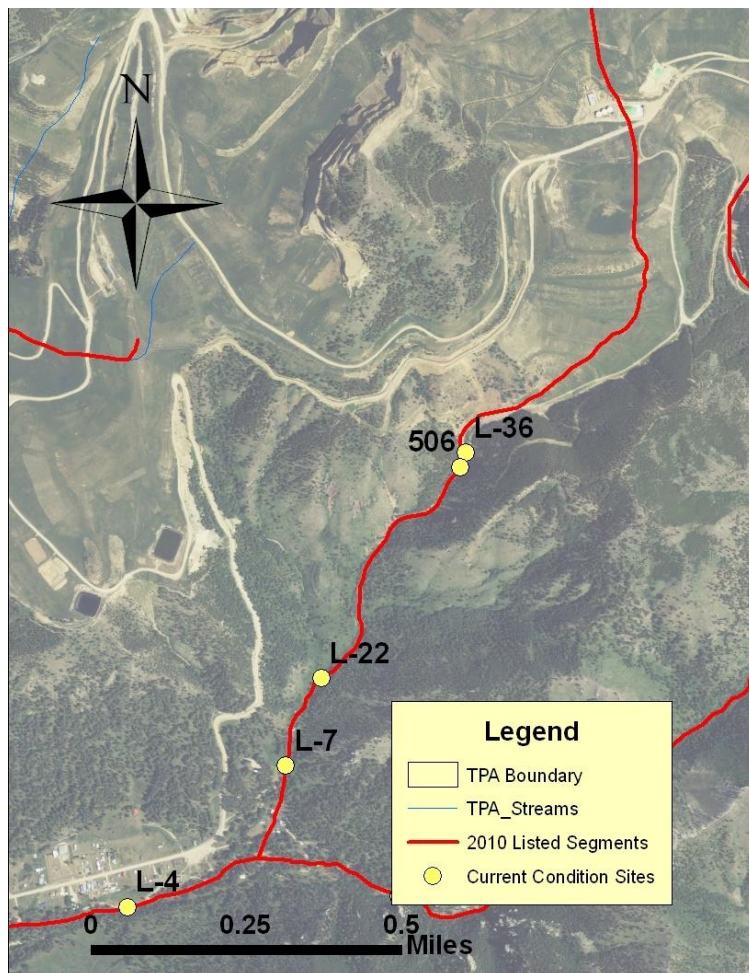 N
506
L-36
L-22
L-7
Legend
TPA Boundary
TPA_Streams
2010 Listed Segments
Current Condition Sites
L-4
0 0.25 0.5
Miles